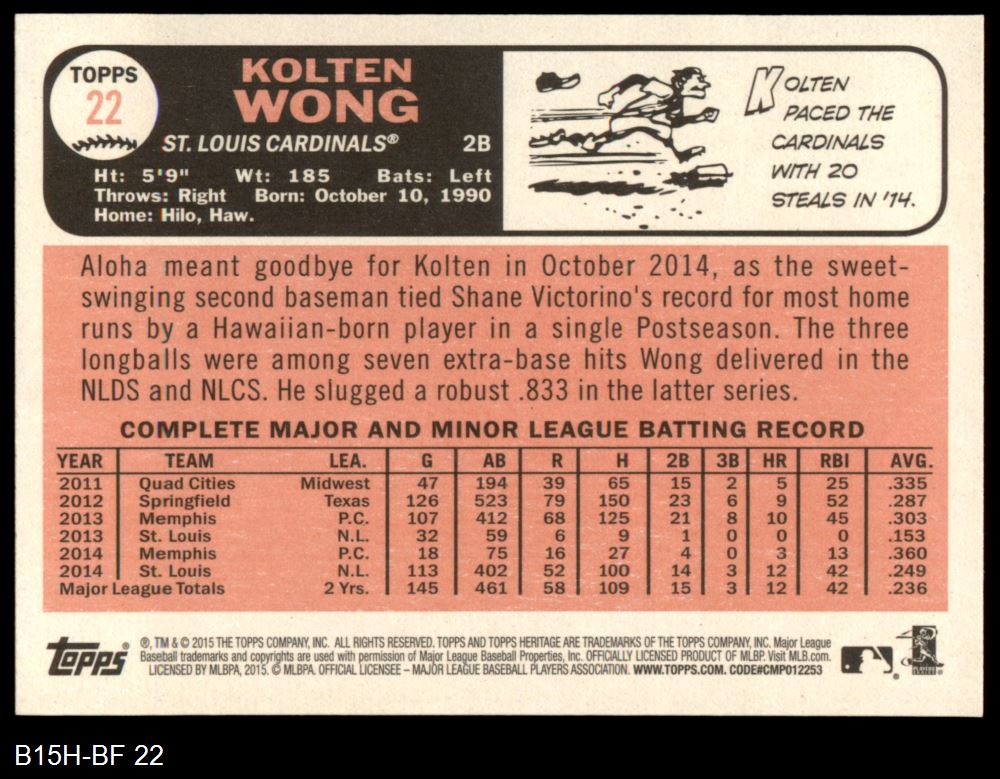 TOPPS
22
KOLTEN
WONG
ST. LOUIS CARDINALS® 2B
Ht: 5'9" Wt: 185 Bats: Left
Throws: Right Born: October 10, 1990
Home: Hilo, Haw.
KOLTEN
PACED THE
CARDINALS
WITH 20
STEALS IN '14.
Aloha meant goodbye for Kolten in October 2014, as the sweet-
swinging second baseman tied Shane Victorino's record for most home
runs by a Hawaiian-born player in a single Postseason. The three
longballs were among seven extra-base hits Wong delivered in the
NLDS and NLCS. He slugged a robust .833 in the latter series.
COMPLETE MAJOR AND MINOR LEAGUE BATTING RECORD
YEAR TEAM LEA. G AB R H 2B 3B HR RBI AVG.
2011 Quad Cities Midwest 47 194 39 65 15 2 5 25 .335
2012 Springfield Texas 126 523 79 150 23 6 9 52 .287
2013 Memphis P.C. 107 412 68 125 21 8 10 45 .303
2013 St. Louis N.L. 32 59 6 9 1 0 0 0 .153
2014 Memphis P.C. 18 75 16 27 4 0 3 13 .360
2014 St. Louis N.L. 113 402 52 100 14 3 12 42 .249
Major League Totals 2 Yrs. 145 461 58 109 15 3 12 42 .236
Topps®
®, TM & © 2015 THE TOPPS COMPANY, INC. ALL RIGHTS RESERVED. TOPPS AND TOPPS HERITAGE ARE TRADEMARKS OF THE TOPPS COMPANY, INC. Major League
Baseball trademarks and copyrights are used with permission of Major League Baseball Properties, Inc. OFFICIALLY LICENSED PRODUCT OF MLBP. Visit MLB.com.
LICENSED BY MLBPA, 2015. © MLBPA. OFFICIAL LICENSEE – MAJOR LEAGUE BASEBALL PLAYERS ASSOCIATION. WWW.TOPPS.COM. CODE#CMP012253
B15H-BF 22